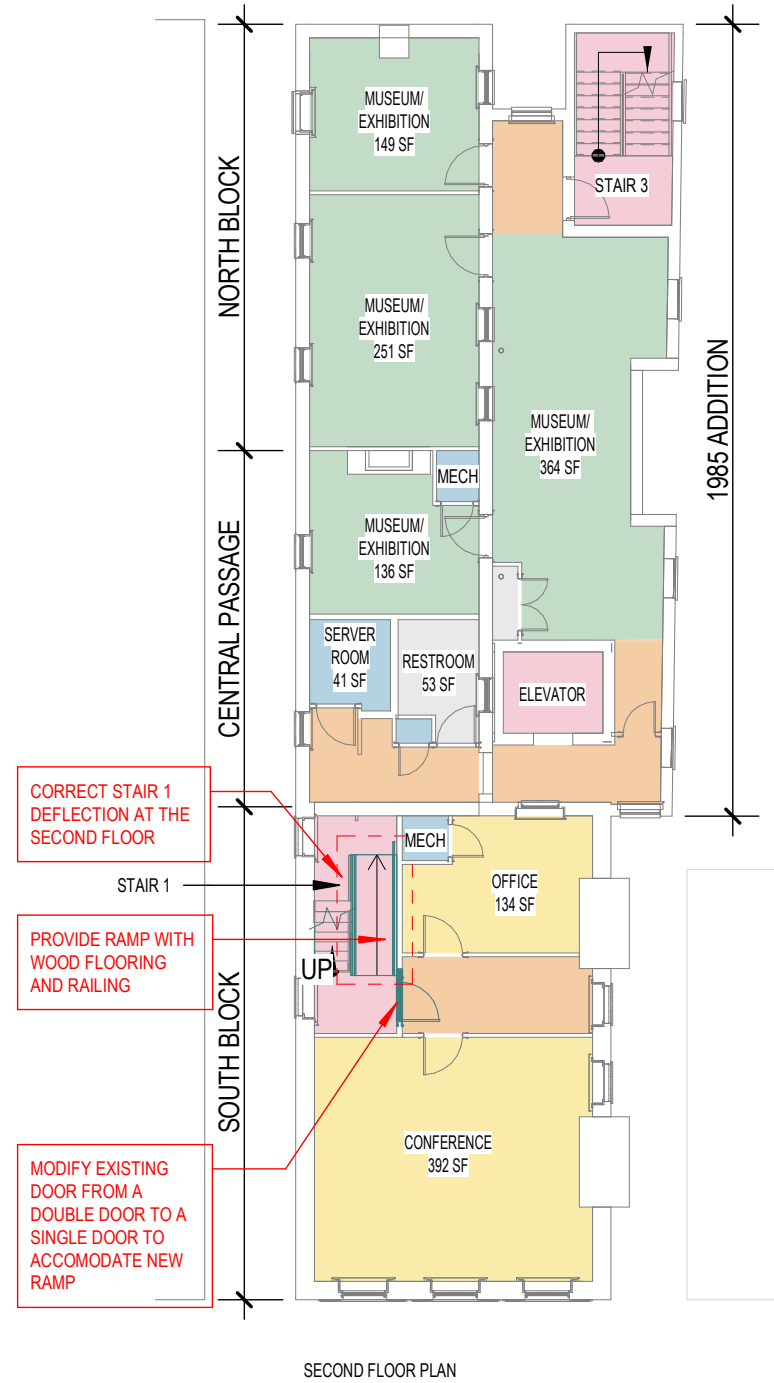 MUSEUM/
EXHIBITION
149 SF
STAIR 3
NORTH BLOCK
MUSEUM/
EXHIBITION
251 SF
1985 ADDITION
MUSEUM/
EXHIBITION
364 SF
MECH
MUSEUM/
EXHIBITION
136 SF
CENTRAL PASSAGE
SERVER
ROOM
41 SF
RESTROOM
53 SF
ELEVATOR
CORRECT STAIR 1
DEFLECTION AT THE
SECOND FLOOR
MECH
STAIR 1
OFFICE
134 SF
PROVIDE RAMP WITH
WOOD FLOORING
AND RAILING
UP
SOUTH BLOCK
CONFERENCE
392 SF
MODIFY EXISTING
DOOR FROM A
DOUBLE DOOR TO A
SINGLE DOOR TO
ACCOMODATE NEW
RAMP
SECOND FLOOR PLAN